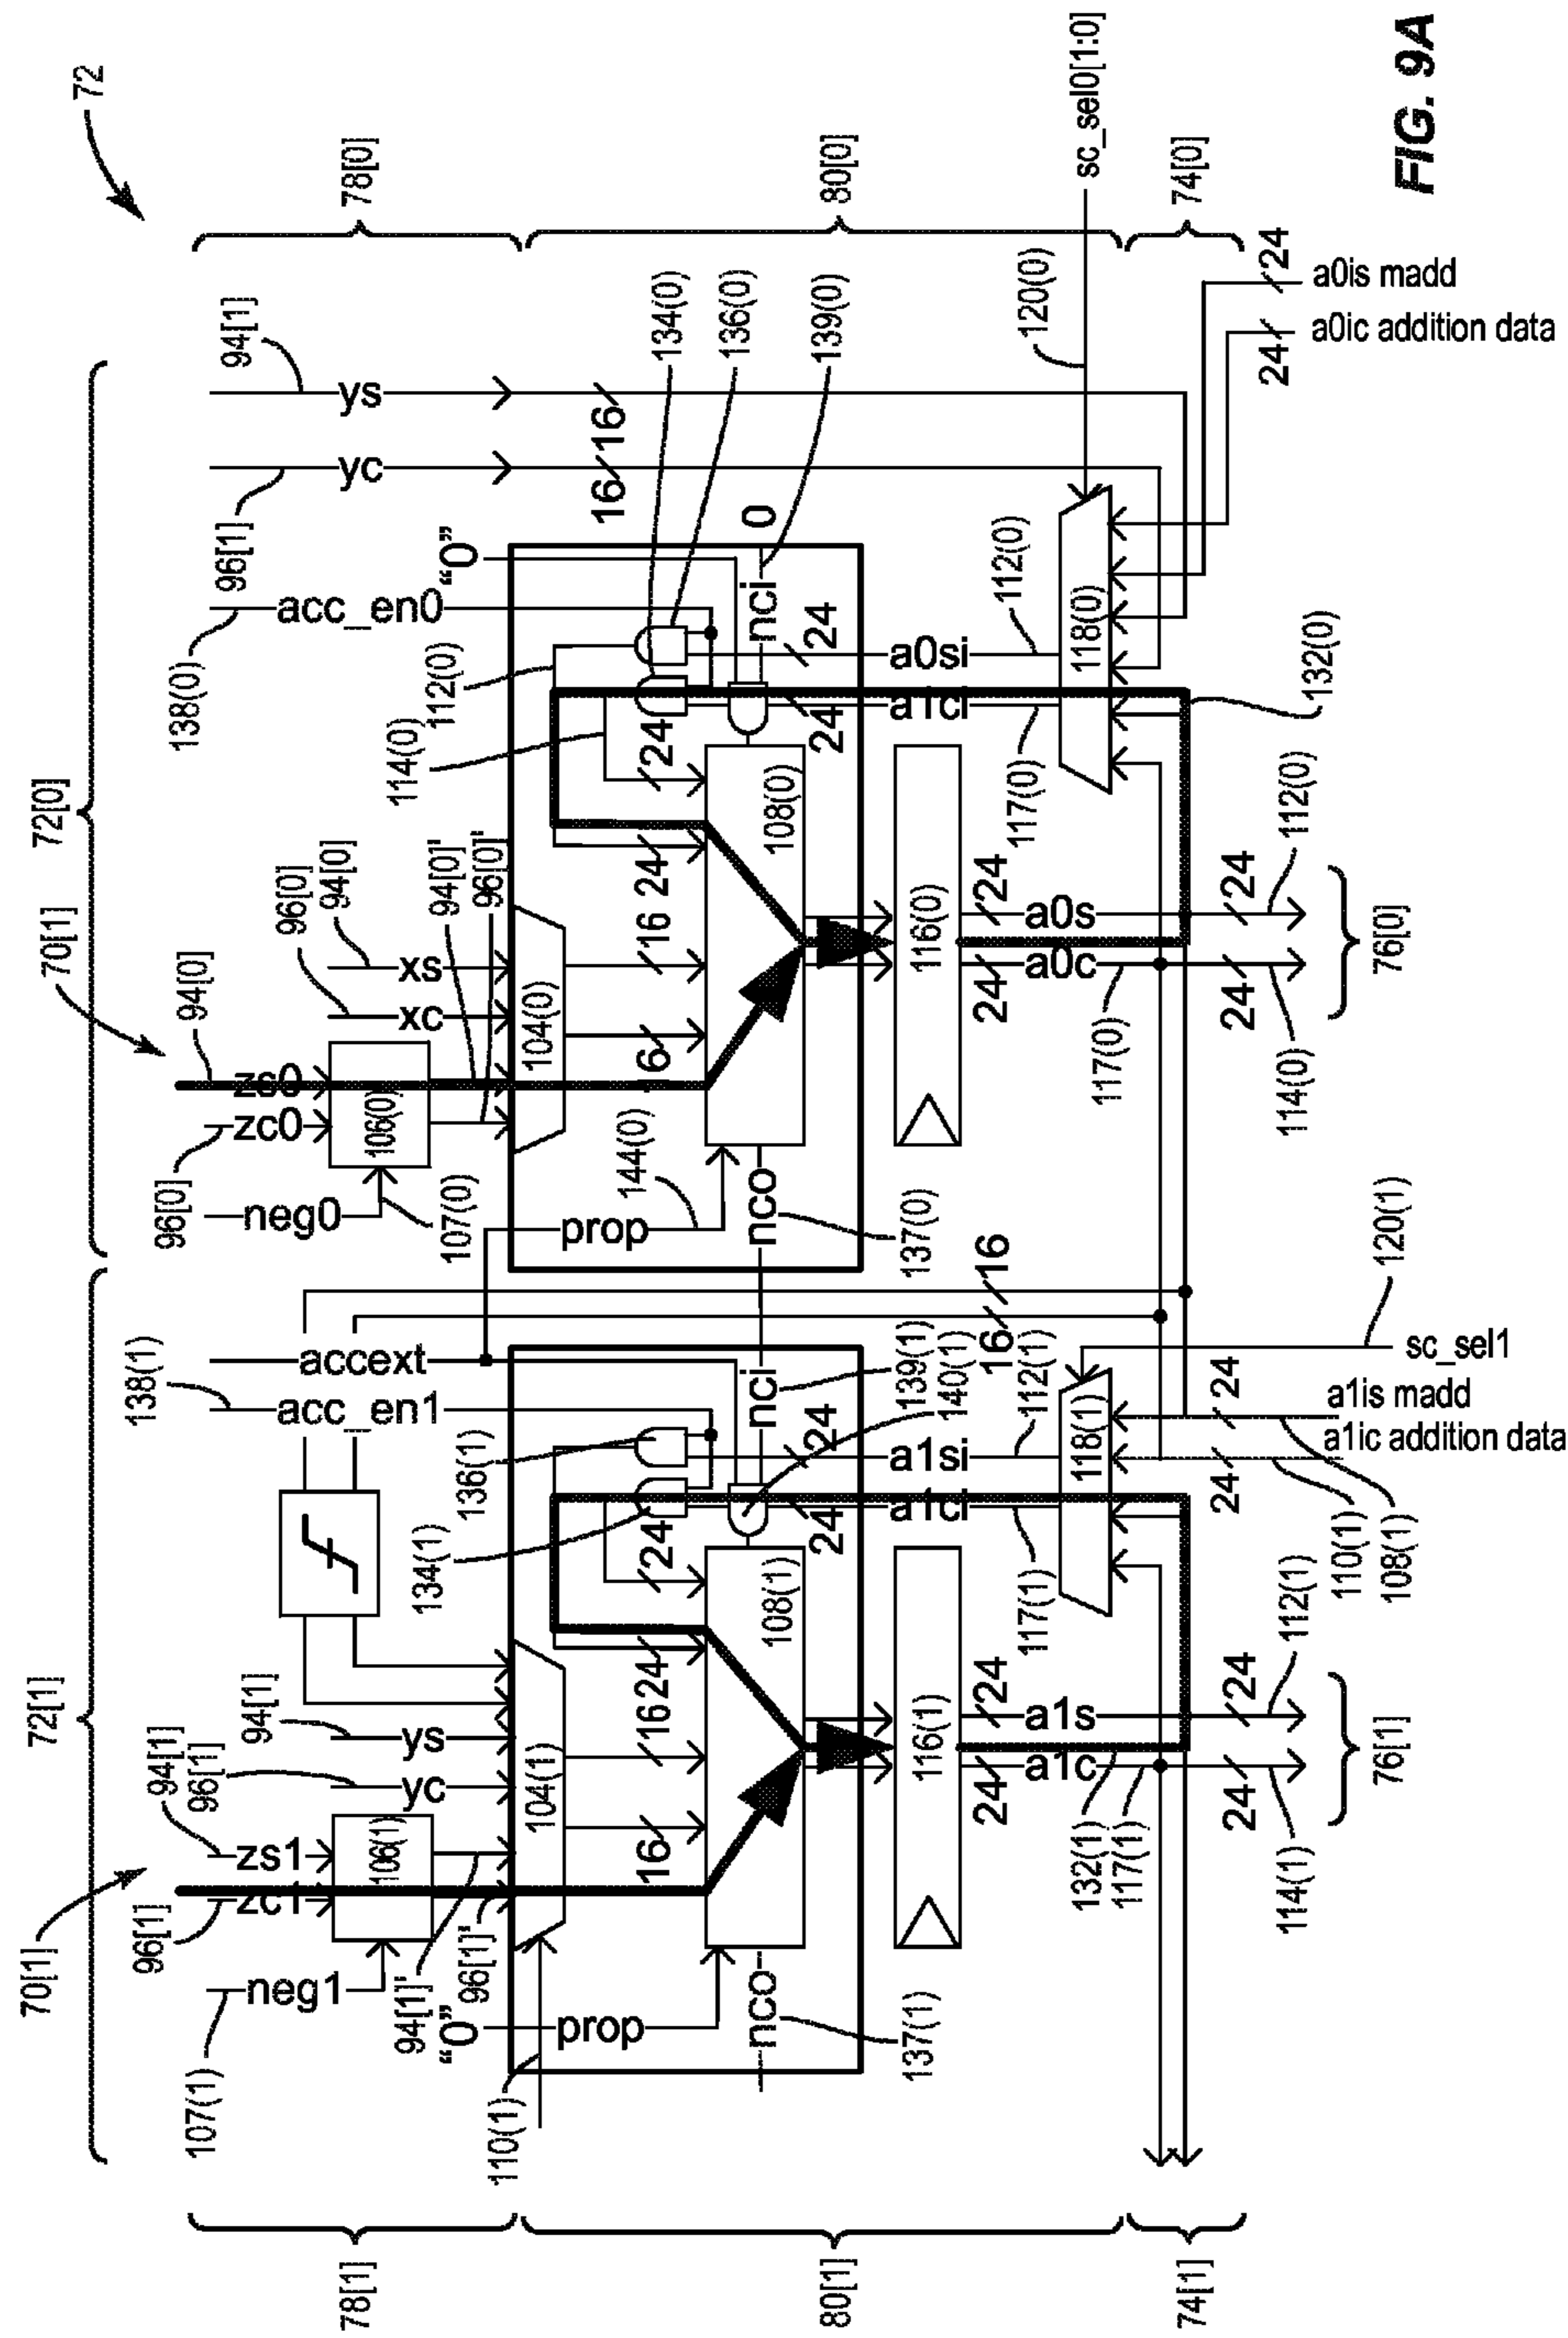 72
72[1]
72[0]
70[1]
70[1]
107(1)
96[1]
94[1]
96[1]
94[1]
138(1)
96[0]
94[0]
96[0]
94[0]
138(0)
96[1]
94[1]
78[1]
neg1
zc1
zs1
yc
ys
acc_en1
accext
neg0
zc0
zs0
xc
xs
acc_en0
yc
ys
78[0]
106(1)
106(0)
107(0)
"0"
94[1]'
96[1]'
94[0]'
96[0]'
"0"
110(1)
prop
104(1)
134(1)
136(1)
prop
144(0)
104(0)
114(0)
112(0)
134(0)
136(0)
139(0)
16
16
24
24
16
6
16
24
24
16
16
80[1]
nco
137(1)
108(1)
nci
139(1)
140(1)
24
24
nco
137(0)
108(0)
nci
0
24
24
80[0]
116(1)
a1ci
a1si
16
16
112(1)
116(0)
a1ci
a0si
112(0)
24
24
117(1)
24
24
117(0)
120(0)
a1c
a1s
118(1)
a0c
a0s
118(0)
sc_sel0[1:0]
132(1)
117(1)
117(0)
132(0)
74[1]
24
24
24
24
24
24
74[0]
114(1)
112(1)
110(1)
108(1)
a1ic addition data
a1is madd
sc_sel1
120(1)
114(0)
112(0)
24
24
76[1]
76[0]
a0is madd
a0ic addition data
FIG. 9A